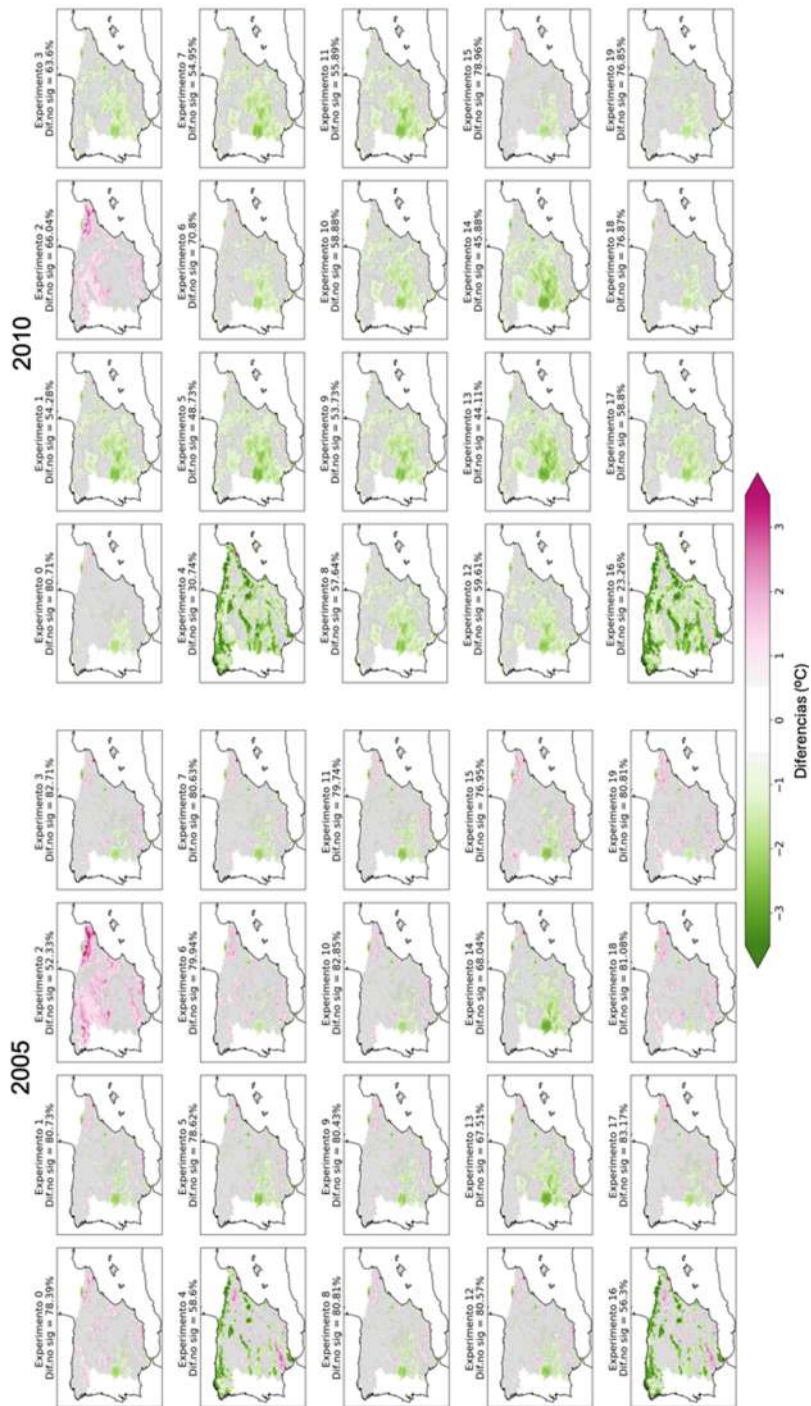 2005
Experimento 0
Dif.no sig = 78.39%
Experimento 1
Dif.no sig = 80.73%
Experimento 2
Dif.no sig = 52.33%
Experimento 3
Dif.no sig = 82.71%
Experimento 4
Dif.no sig = 58.6%
Experimento 5
Dif.no sig = 78.62%
Experimento 6
Dif.no sig = 79.94%
Experimento 7
Dif.no sig = 80.63%
Experimento 8
Dif.no sig = 80.81%
Experimento 9
Dif.no sig = 80.43%
Experimento 10
Dif.no sig = 82.85%
Experimento 11
Dif.no sig = 79.74%
Experimento 12
Dif.no sig = 80.57%
Experimento 13
Dif.no sig = 67.51%
Experimento 14
Dif.no sig = 68.04%
Experimento 15
Dif.no sig = 76.95%
Experimento 16
Dif.no sig = 56.3%
Experimento 17
Dif.no sig = 83.17%
Experimento 18
Dif.no sig = 81.08%
Experimento 19
Dif.no sig = 80.81%
2010
Experimento 0
Dif.no sig = 80.71%
Experimento 1
Dif.no sig = 54.28%
Experimento 2
Dif.no sig = 66.04%
Experimento 3
Dif.no sig = 63.6%
Experimento 4
Dif.no sig = 30.74%
Experimento 5
Dif.no sig = 48.73%
Experimento 6
Dif.no sig = 70.8%
Experimento 7
Dif.no sig = 54.95%
Experimento 8
Dif.no sig = 57.64%
Experimento 9
Dif.no sig = 53.73%
Experimento 10
Dif.no sig = 58.88%
Experimento 11
Dif.no sig = 55.89%
Experimento 12
Dif.no sig = 59.61%
Experimento 13
Dif.no sig = 44.11%
Experimento 14
Dif.no sig = 45.88%
Experimento 15
Dif.no sig = 78.96%
Experimento 16
Dif.no sig = 23.26%
Experimento 17
Dif.no sig = 58.8%
Experimento 18
Dif.no sig = 76.87%
Experimento 19
Dif.no sig = 76.85%
−3 −2 −1 0 1 2 3
Diferencias (ºC)